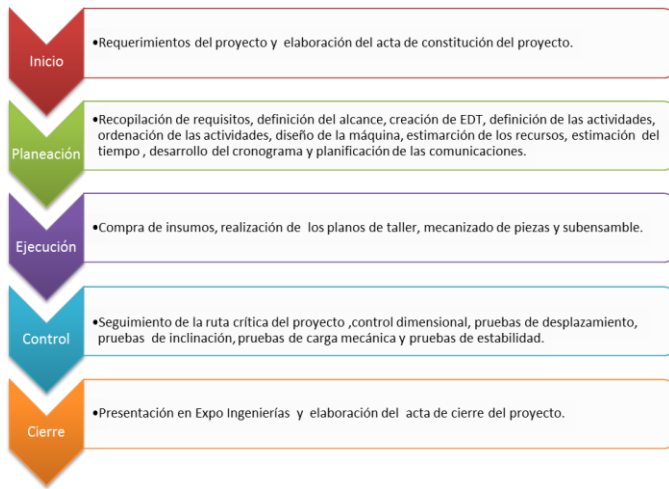 Inicio
•Requerimientos del proyecto y elaboración del acta de constitución del proyecto.
Planeación
•Recopilación de requisitos, definición del alcance, creación de EDT, definición de las actividades,
ordenación de las actividades, diseño de la máquina, estimarción de los recursos, estimación del
tiempo , desarrollo del cronograma y planificación de las comunicaciones.
Ejecución
•Compra de insumos, realización de los planos de taller, mecanizado de piezas y subensamble.
Control
•Seguimiento de la ruta crítica del proyecto ,control dimensional, pruebas de desplazamiento,
pruebas de inclinación, pruebas de carga mecánica y pruebas de estabilidad.
Cierre
•Presentación en Expo Ingenierías y elaboración del acta de cierre del proyecto.